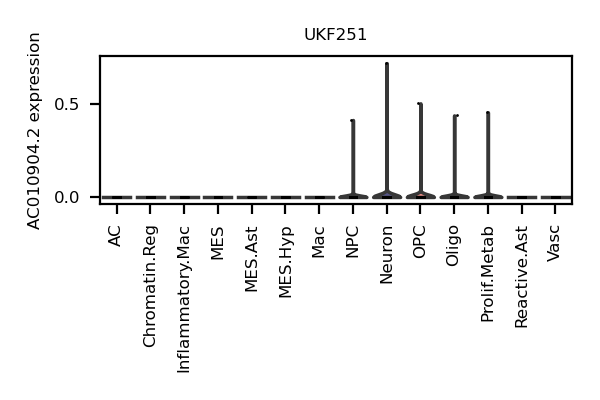 UKF251
AC010904.2 expression
0.5
0.0
AC
Chromatin.Reg
Inflammatory.Mac
MES
MES.Ast
MES.Hyp
Mac
NPC
Neuron
OPC
Oligo
Prolif.Metab
Reactive.Ast
Vasc